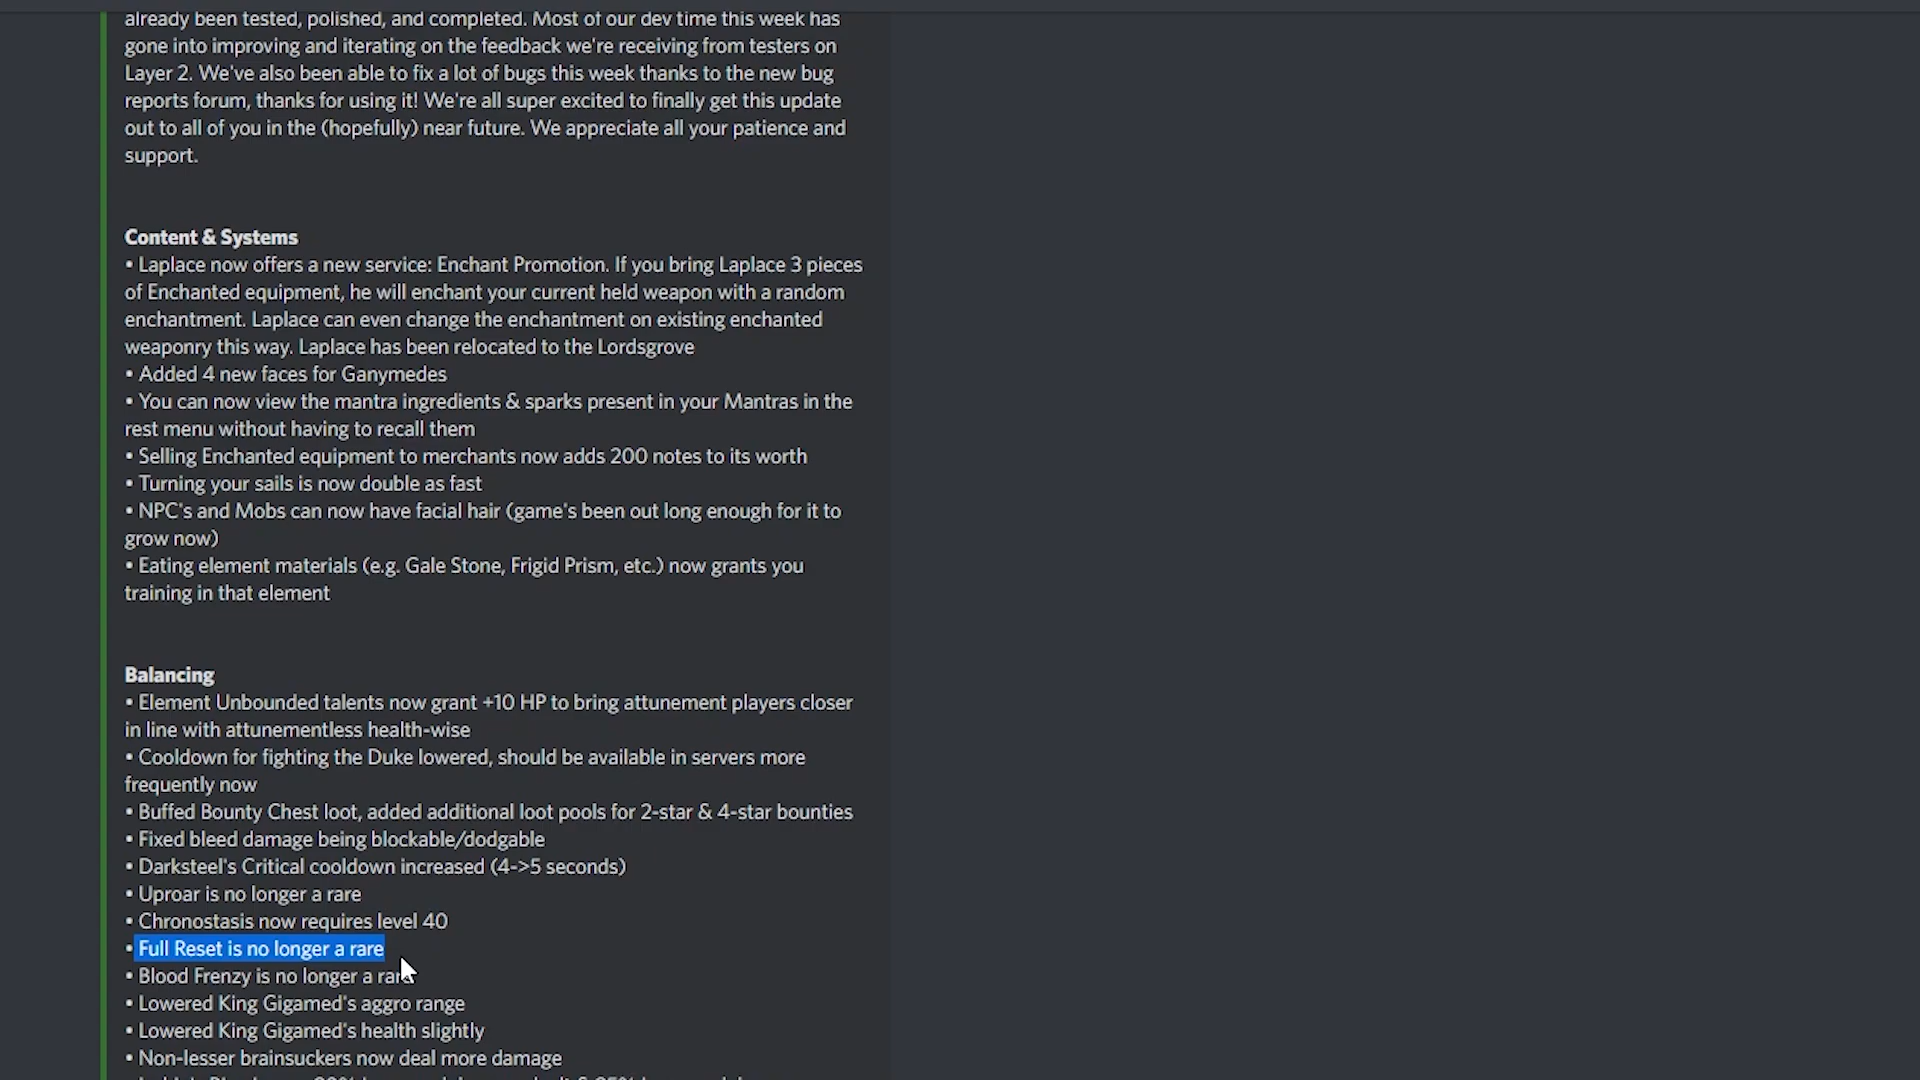 already been tested, polished, and completed. Most of our dev time this week has
gone into improving and iterating on the feedback we're receiving from testers on
Layer 2. We've also been able to fix a lot of bugs this week thanks to the new bug
reports forum, thanks for using it! We're all super excited to finally get this update
out to all of you in the (hopefully) near future. We appreciate all your patience and
support.
Content & Systems
• Laplace now offers a new service: Enchant Promotion. If you bring Laplace 3 pieces
of Enchanted equipment, he will enchant your current held weapon with a random
enchantment. Laplace can even change the enchantment on existing enchanted
weaponry this way. Laplace has been relocated to the Lordsgrove
• Added 4 new faces for Ganymedes
• You can now view the mantra ingredients & sparks present in your Mantras in the
rest menu without having to recall them
• Selling Enchanted equipment to merchants now adds 200 notes to its worth
• Turning your sails is now double as fast
• NPC's and Mobs can now have facial hair (game's been out long enough for it to
grow now)
• Eating element materials (e.g. Gale Stone, Frigid Prism, etc.) now grants you
training in that element
Balancing
• Element Unbounded talents now grant +10 HP to bring attunement players closer
in line with attunementless health-wise
• Cooldown for fighting the Duke lowered, should be available in servers more
frequently now
• Buffed Bounty Chest loot, added additional loot pools for 2-star & 4-star bounties
• Fixed bleed damage being blockable/dodgable
• Darksteel's Critical cooldown increased (4->5 seconds)
• Uproar is no longer a rare
• Chronostasis now requires level 40
• Full Reset is no longer a rare
• Blood Frenzy is no longer a rare
• Lowered King Gigamed's aggro range
• Lowered King Gigamed's health slightly
• Non-lesser brainsuckers now deal more damage